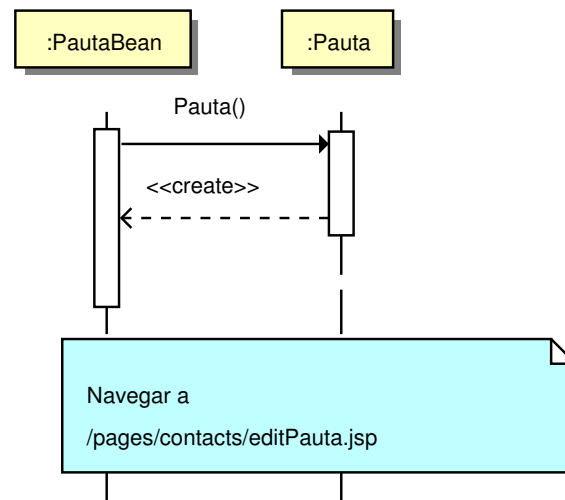 :PautaBean
:Pauta
Pauta()
<<create>>
Navegar a
/pages/contacts/editPauta.jsp